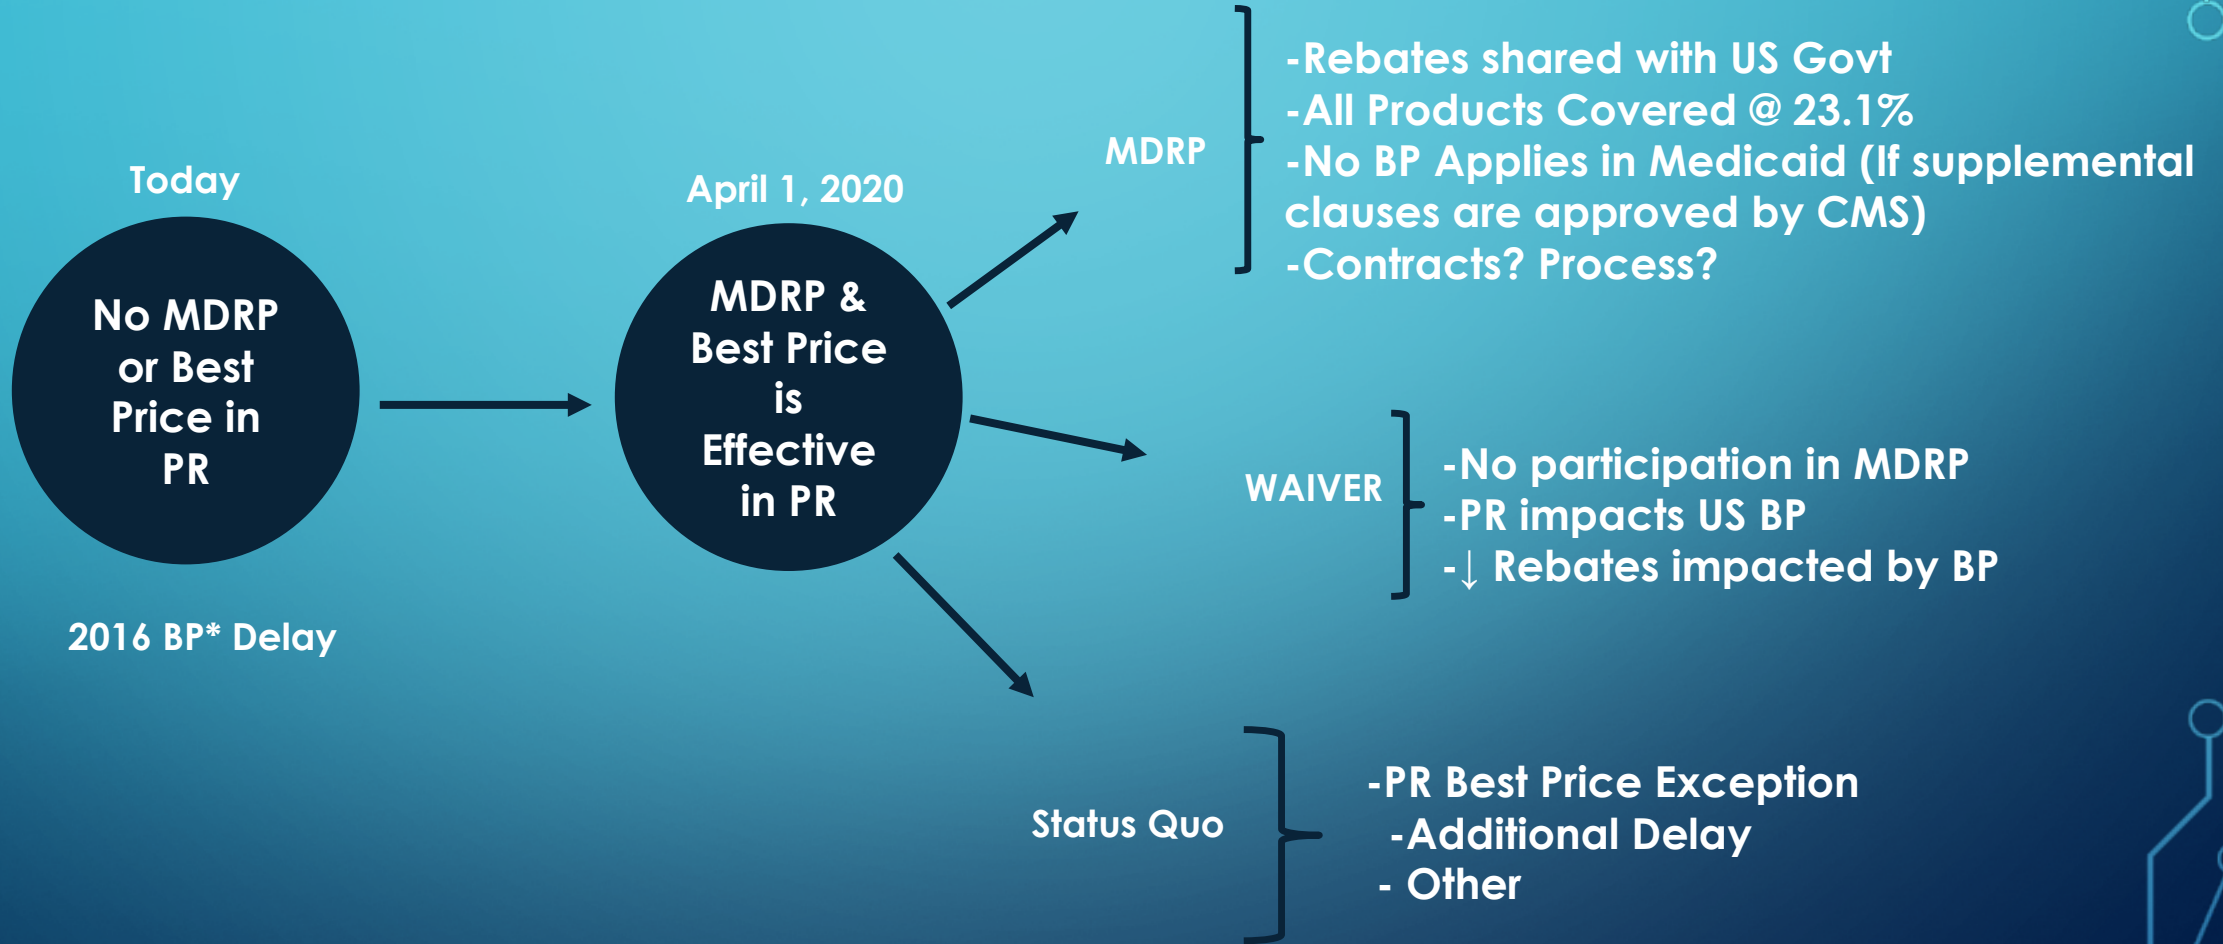 Today
No MDRP
or Best
Price in
PR
2016 BP* Delay
April 1, 2020
MDRP &
Best Price
is
Effective
in PR
MDRP
-Rebates shared with US Govt
-All Products Covered @ 23.1%
-No BP Applies in Medicaid (If supplemental
clauses are approved by CMS)
-Contracts? Process?
WAIVER
-No participation in MDRP
-PR impacts US BP
-↓ Rebates impacted by BP
Status Quo
-PR Best Price Exception
-Additional Delay
- Other